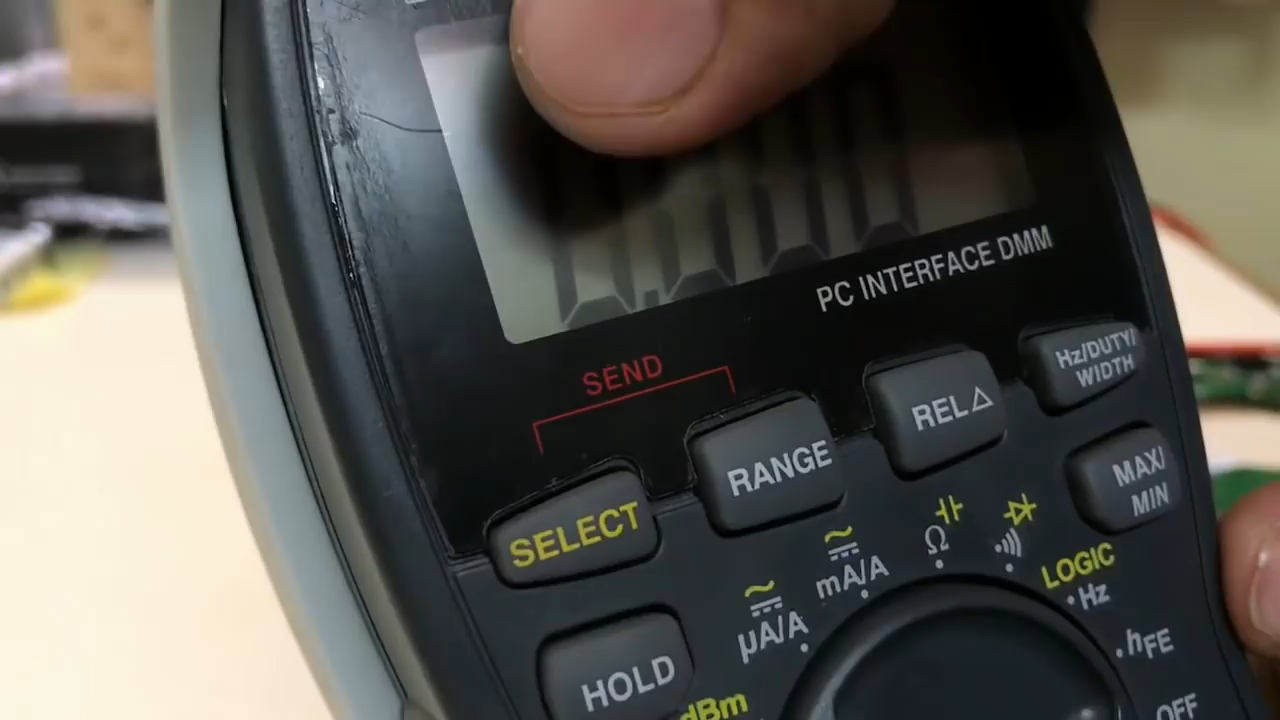 PC INTERFACE DMM
SEND
SELECT
RANGE
REL△
Hz/DUTY/
WIDTH
MAX/
MIN
HOLD
μA/A
mA/A
Ω
LOGIC
Hz
hFE
OFF
dBm